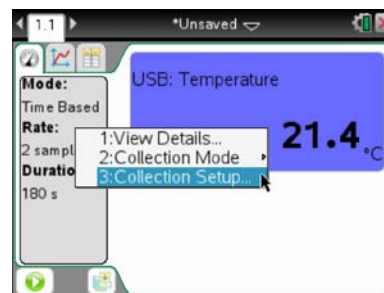 1.1
*Unsaved
Mode:
Time Based
Rate:
2 sampl
Duratio
180 s
USB: Temperature
21.4 °C
1:View Details...
2:Collection Mode
3:Collection Setup...